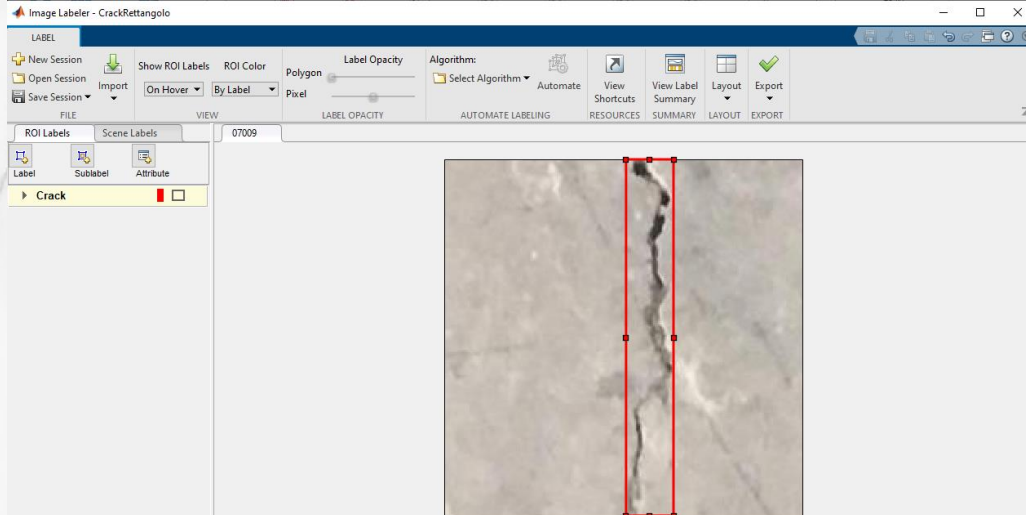 Image Labeler - CrackRettangolo
LABEL
New Session
Open Session
Save Session
Import
FILE
Show ROI Labels
On Hover
ROI Color
By Label
VIEW
Label Opacity
Polygon
Pixel
LABEL OPACITY
Algorithm:
Select Algorithm
Automate
AUTOMATE LABELING
View
Shortcuts
RESOURCES
View Label
Summary
SUMMARY
Layout
LAYOUT
Export
EXPORT
ROI Labels
Scene Labels
07009
Label
Sublabel
Attribute
Crack